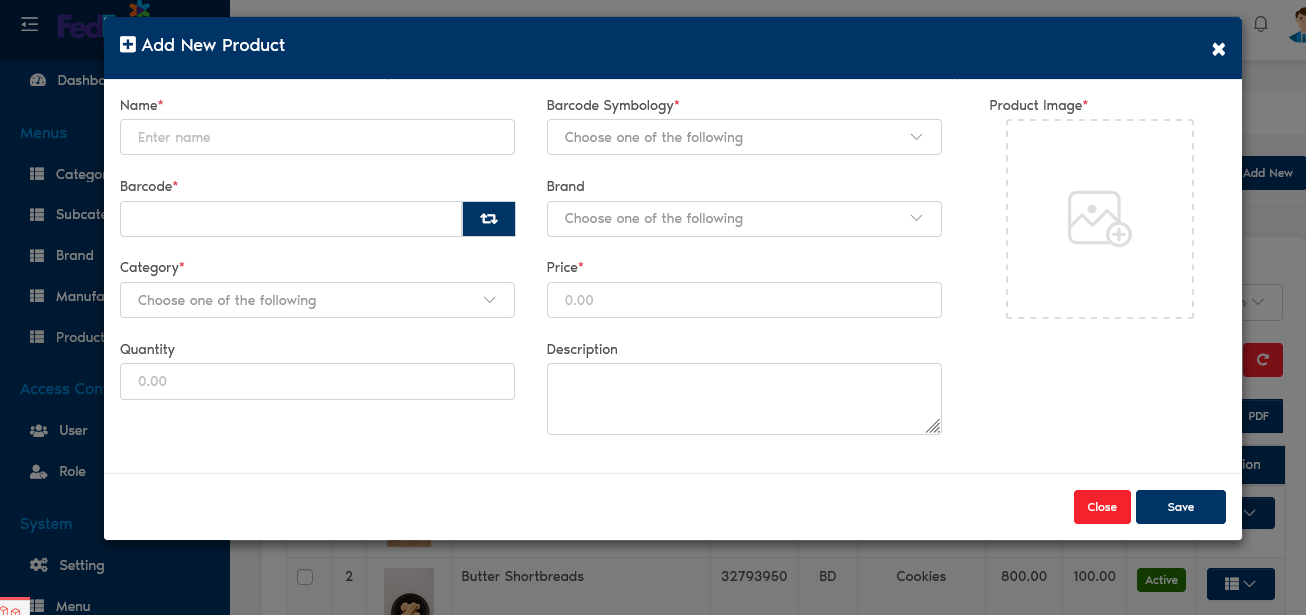 FedE
Add New Product
Dashbo
Menus
Catego
Subcate
Brand
Manufa
Product
Access Con
User
Role
System
Setting
Menu
Name*
Enter name
Barcode Symbology*
Choose one of the following
Product Image*
Barcode*
Brand
Choose one of the following
Category*
Choose one of the following
Price*
0.00
Quantity
0.00
Description
Close
Save
Add New
PDF
ion
2 Butter Shortbreads 32793950 BD Cookies 800.00 100.00 Active